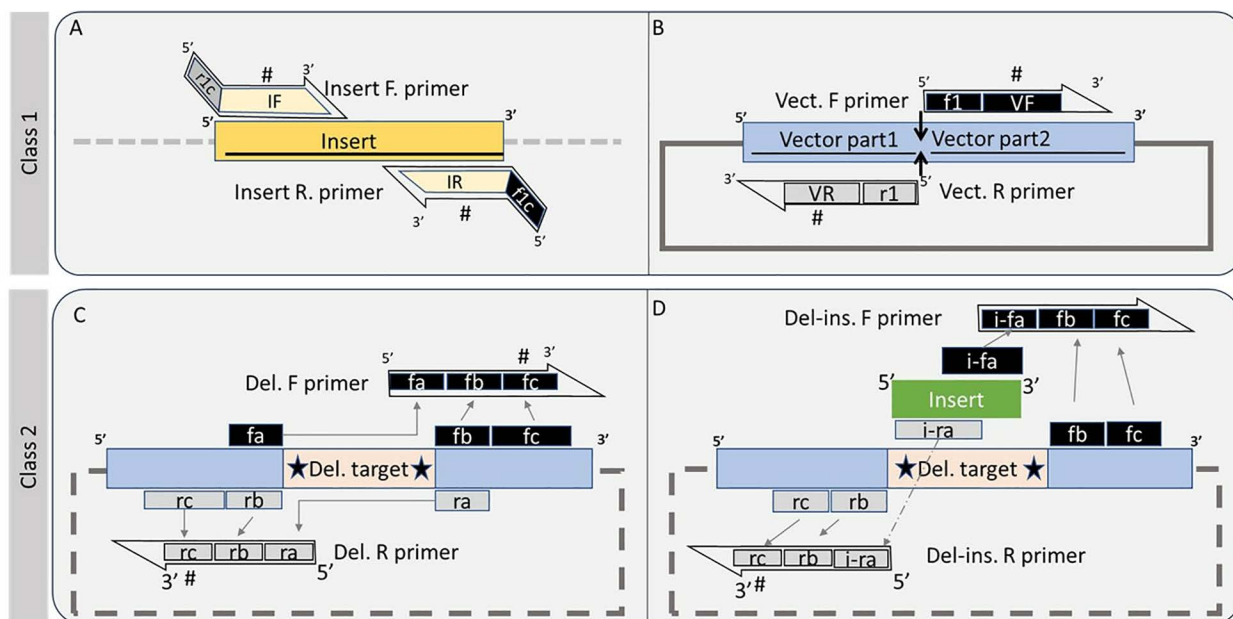 Class 1
A
5’
r1c
#
3’
IF
Insert F. primer
5’
3’
Insert
Insert R. primer
IR
f1c
3’
#
5’
B
5’
#
3’
Vect. F primer
f1
VF
5’
3’
Vector part1
Vector part2
3’
5’
VR
r1
Vect. R primer
#
Class 2
C
5’
#
3’
Del. F primer
fa
fb
fc
fa
fb
fc
5’
3’
Del. target
rc
rb
ra
rc
rb
ra
Del. R primer
3’
#
5’
D
Del-ins. F primer
i-fa
fb
fc
i-fa
5’
3’
Insert
i-ra
fb
fc
5’
3’
Del. target
rc
rb
rc
rb
i-ra
Del-ins. R primer
3’
#
5’